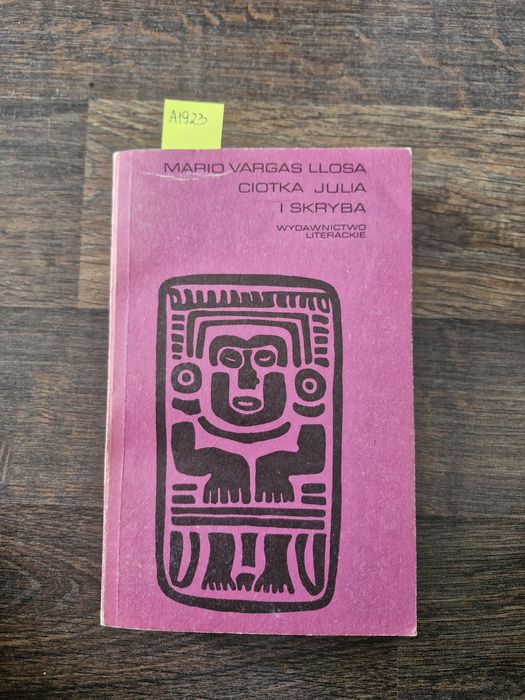 A1923
MARIO VARGAS LLOSA
CIOTKA JULIA
I SKRYBA
WYDAWNICTWO
LITERACKIE